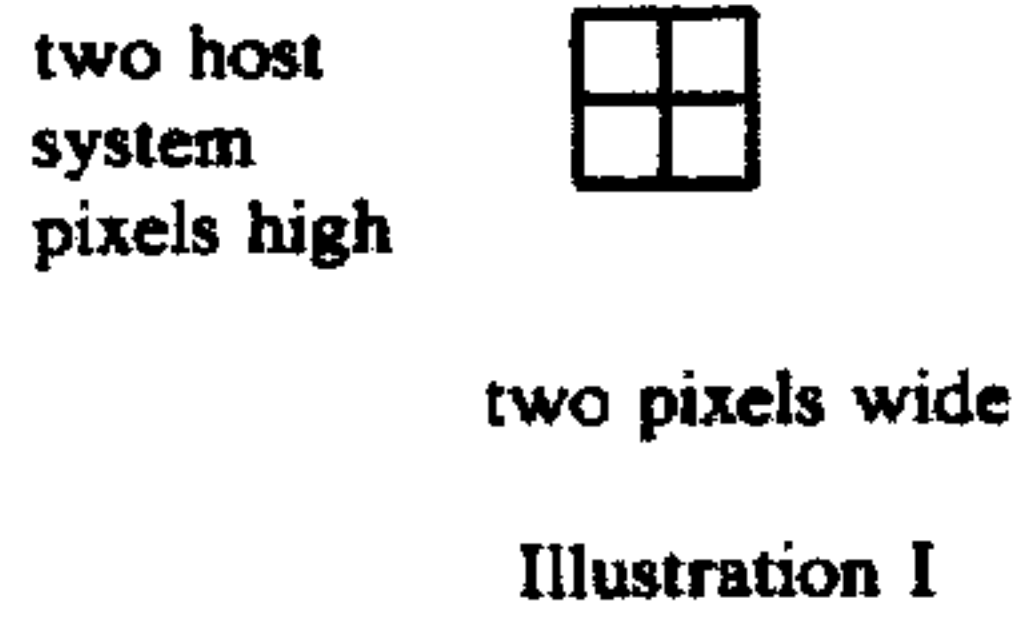 two host
system
pixels high
two pixels wide
Illustration I